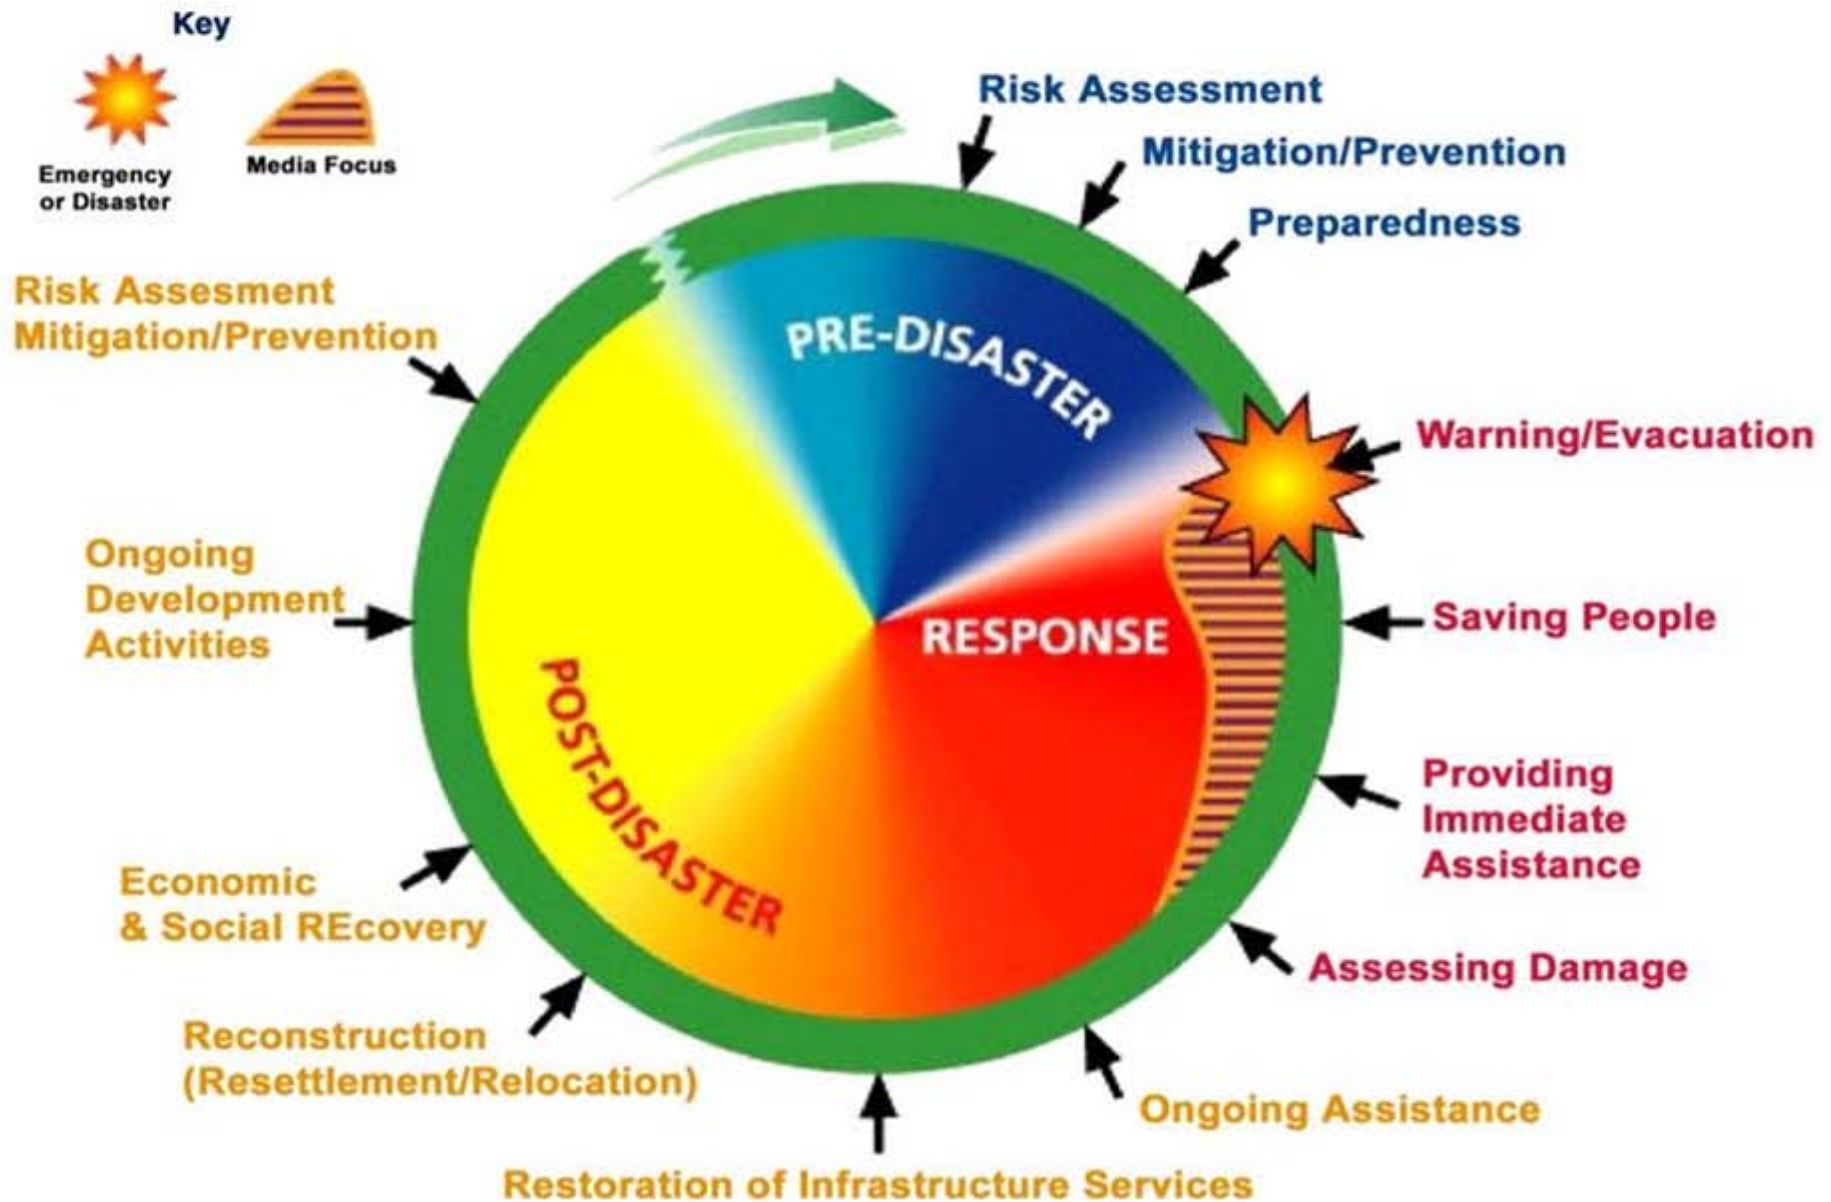 Key
Emergency
or Disaster
Media Focus
Risk Assessment
Mitigation/Prevention
Preparedness
Risk Assesment
Mitigation/Prevention
PRE-DISASTER
Warning/Evacuation
Ongoing
Development
Activities
RESPONSE
Saving People
POST-DISASTER
Providing
Immediate
Assistance
Economic
& Social REcovery
Assessing Damage
Reconstruction
(Resettlement/Relocation)
Ongoing Assistance
Restoration of Infrastructure Services